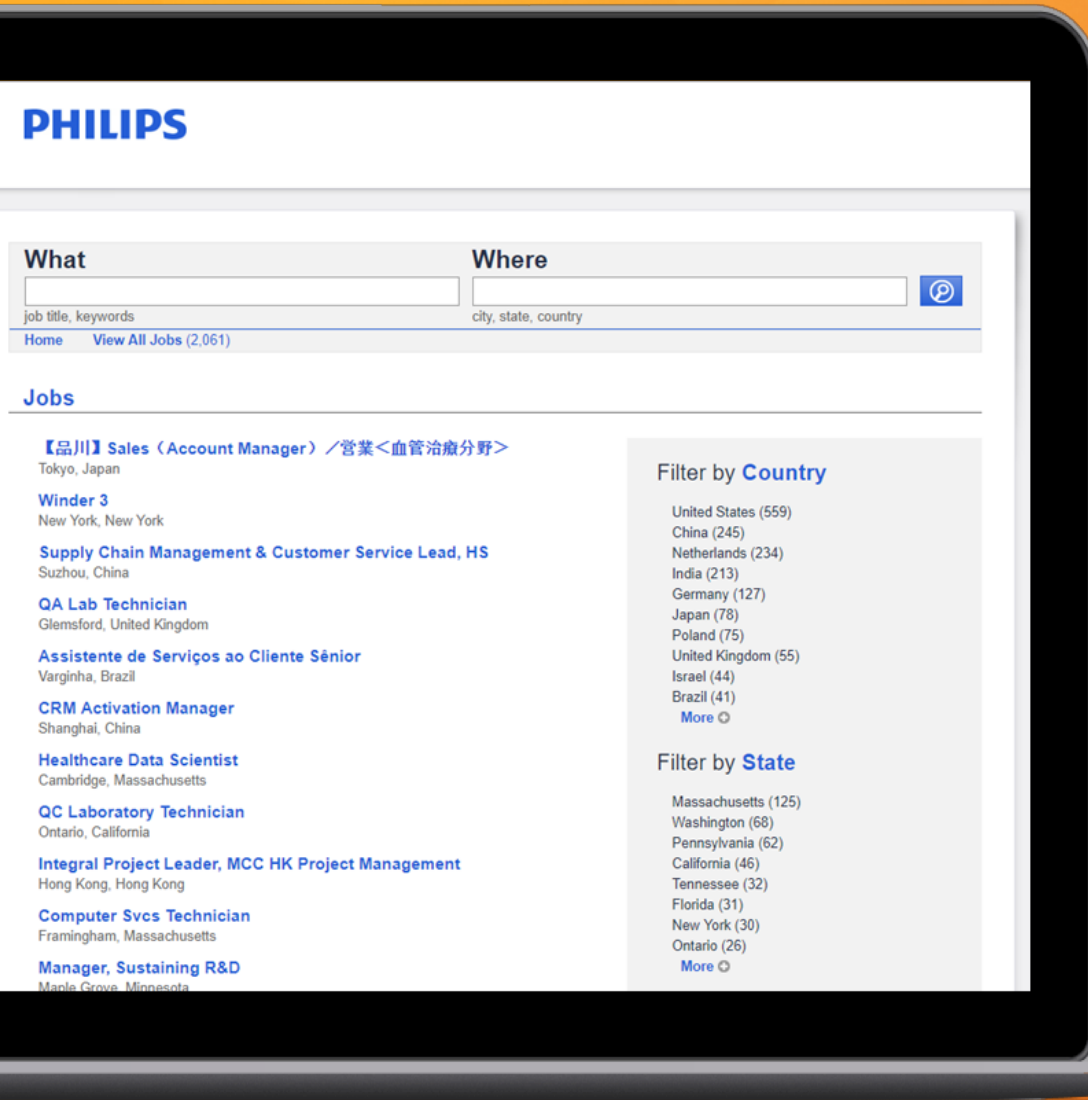 PHILIPS
What
Where
job title, keywords
city, state, country
Home View All Jobs (2,061)
Jobs
【品川】Sales（Account Manager）／営業＜血管治療分野＞
Tokyo, Japan
Winder 3
New York, New York
Supply Chain Management & Customer Service Lead, HS
Suzhou, China
QA Lab Technician
Glemsford, United Kingdom
Assistente de Serviços ao Cliente Sênior
Varginha, Brazil
CRM Activation Manager
Shanghai, China
Healthcare Data Scientist
Cambridge, Massachusetts
QC Laboratory Technician
Ontario, California
Integral Project Leader, MCC HK Project Management
Hong Kong, Hong Kong
Computer Svcs Technician
Framingham, Massachusetts
Manager, Sustaining R&D
Maple Grove, Minnesota
Filter by Country
United States (559)
China (245)
Netherlands (234)
India (213)
Germany (127)
Japan (78)
Poland (75)
United Kingdom (55)
Israel (44)
Brazil (41)
More
Filter by State
Massachusetts (125)
Washington (68)
Pennsylvania (62)
California (46)
Tennessee (32)
Florida (31)
New York (30)
Ontario (26)
More